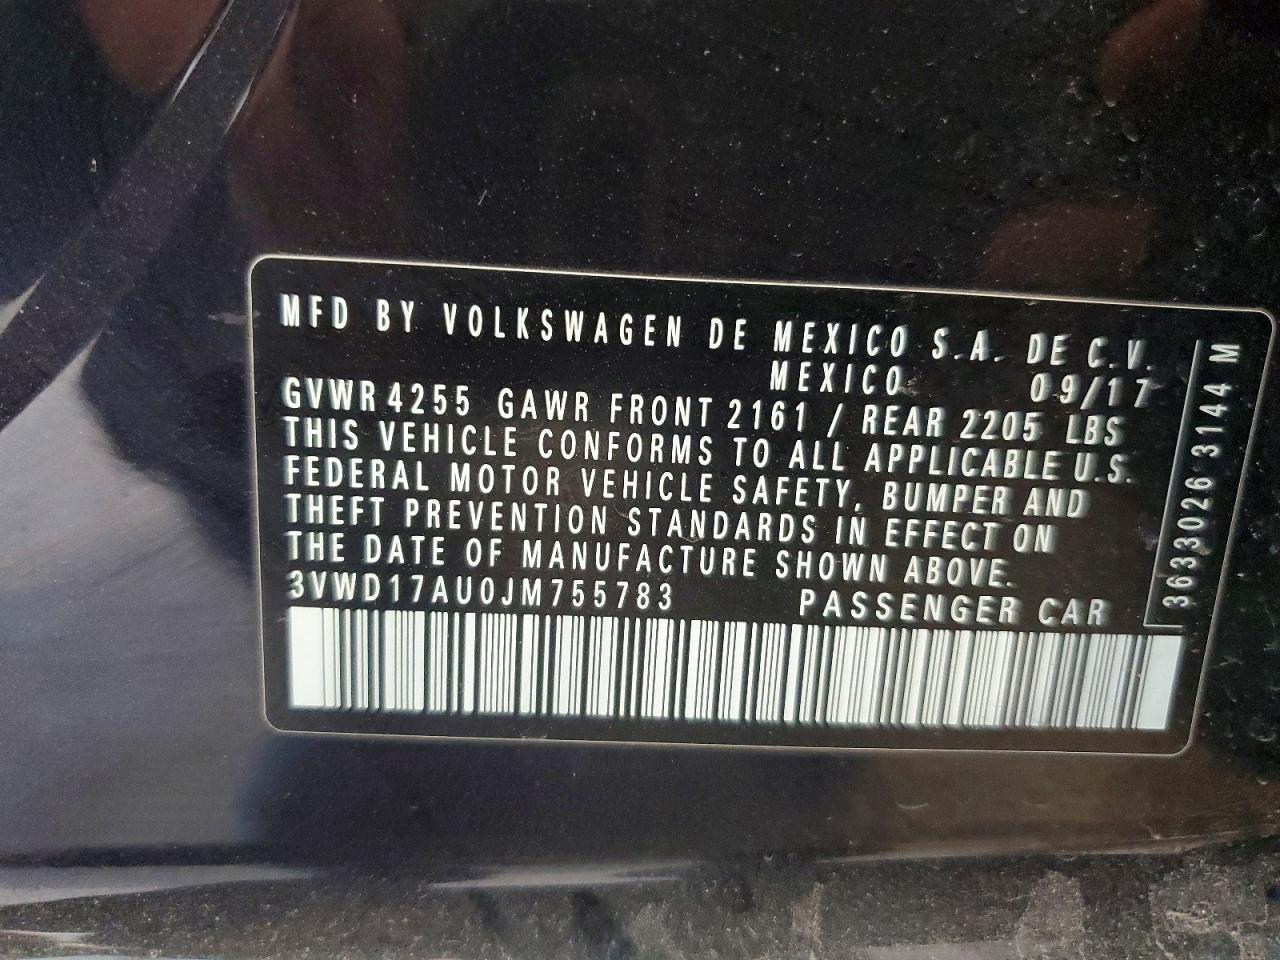 MFD BY VOLKSWAGEN DE MEXICO S.A. DE C.V.
MEXICO 09/17
GVWR 4255 GAWR FRONT 2161 / REAR 2205 LBS
THIS VEHICLE CONFORMS TO ALL APPLICABLE U.S.
FEDERAL MOTOR VEHICLE SAFETY, BUMPER AND
THEFT PREVENTION STANDARDS IN EFFECT ON
THE DATE OF MANUFACTURE SHOWN ABOVE.
3VWD17AU0JM755783 PASSENGER CAR
3633026 3144 M